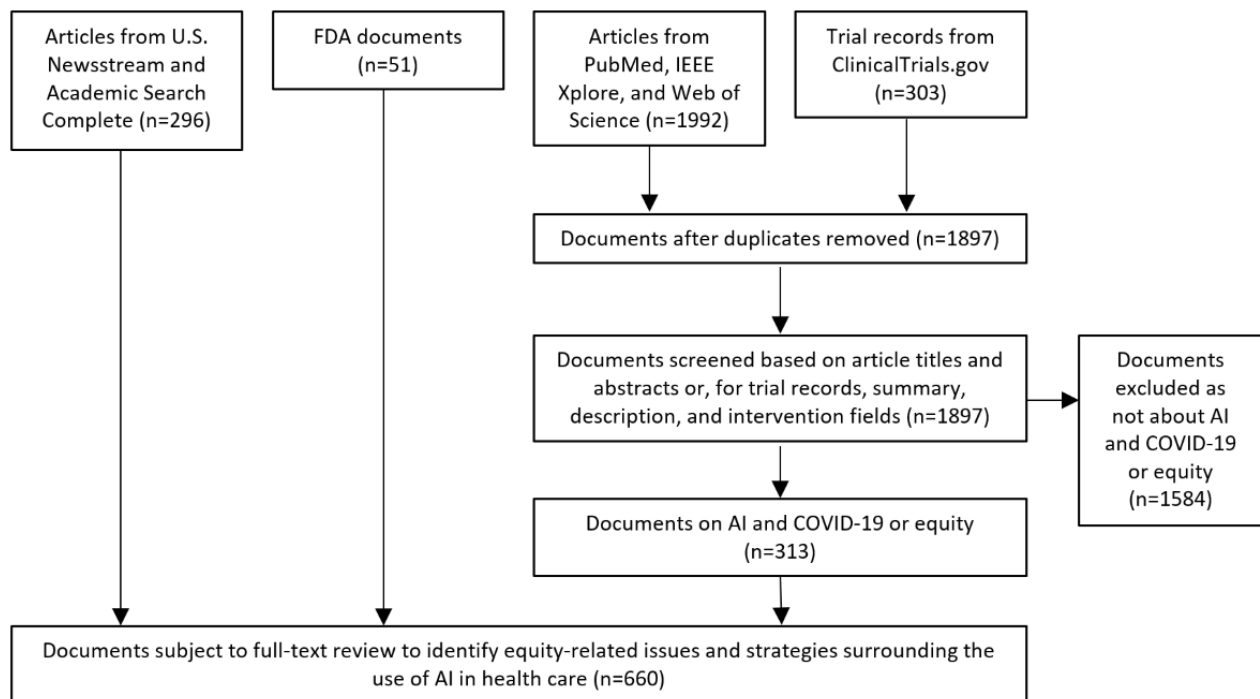 Articles from U.S.
Newsstream and
Academic Search
Complete (n=296)
FDA documents
(n=51)
Articles from
PubMed, IEEE
Xplore, and Web of
Science (n=1992)
Trial records from
ClinicalTrials.gov
(n=303)
Documents after duplicates removed (n=1897)
Documents screened based on article titles and
abstracts or, for trial records, summary,
description, and intervention fields (n=1897)
Documents
excluded as
not about AI
and COVID-19
or equity
(n=1584)
Documents on AI and COVID-19 or equity
(n=313)
Documents subject to full-text review to identify equity-related issues and strategies surrounding the
use of AI in health care (n=660)